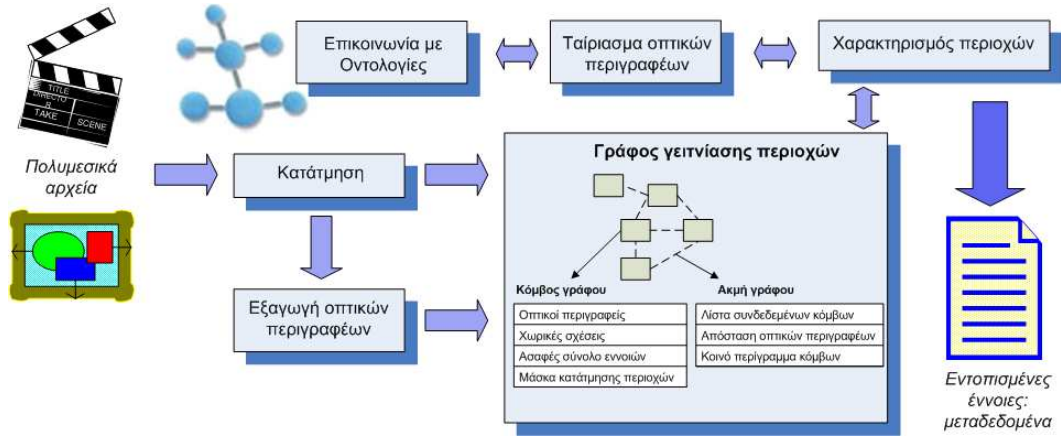 TITLE
DIRECTO
R
TAKE
SCENE
Πολυμεσικά
αρχεία
Επικοινωνία με
Οντολογίες
Ταίριασμα οπτικών
περιγραφέων
Χαρακτηρισμός περιοχών
Κατάτμηση
Εξαγωγή οπτικών
περιγραφέων
Γράφος γειτνίασης περιοχών
Κόμβος γράφου
Οπτικοί περιγραφείς
Χωρικές σχέσεις
Ασαφές σύνολο εννοιών
Μάσκα κατάτμησης περιοχών
Ακμή γράφου
Λίστα συνδεδεμένων κόμβων
Απόσταση οπτικών περιγραφέων
Κοινό περίγραμμα κόμβων
Εντοπισμένες
έννοιες:
μεταδεδομένα